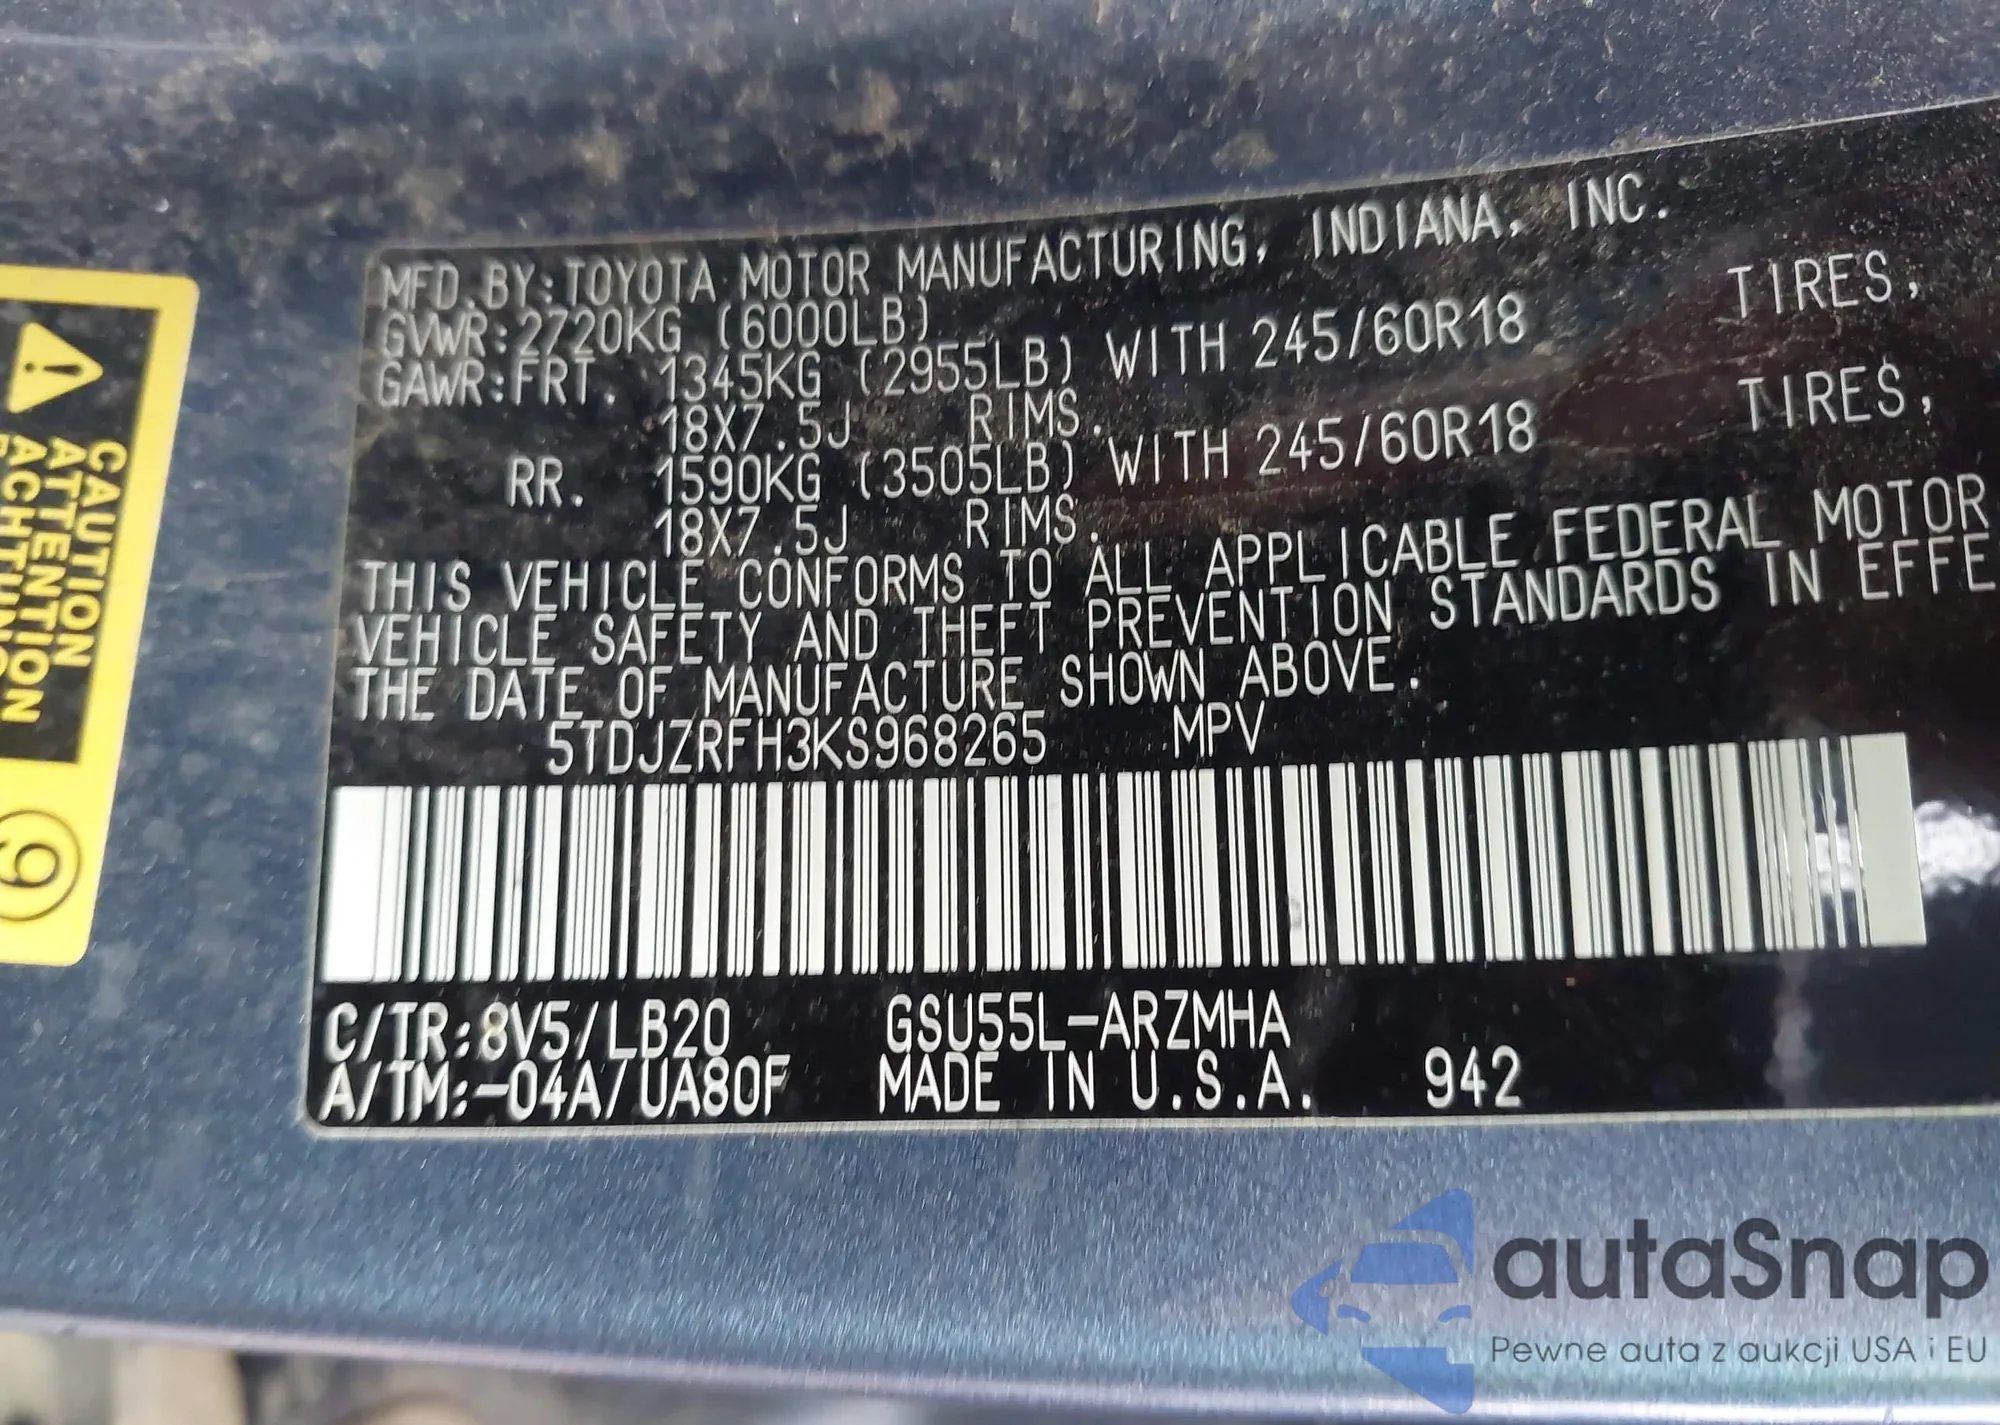 MFD.BY:TOYOTA MOTOR MANUFACTURING, INDIANA, INC.
GVWR:2720KG (6000LB)
GAWR:FRT. 1345KG (2955LB) WITH 245/60R18 TIRES,
18X7.5J RIMS.
RR. 1590KG (3505LB) WITH 245/60R18 TIRES,
18X7.5J RIMS.
THIS VEHICLE CONFORMS TO ALL APPLICABLE FEDERAL MOTOR
VEHICLE SAFETY AND THEFT PREVENTION STANDARDS IN EFFE
THE DATE OF MANUFACTURE SHOWN ABOVE.
5TDJZRFH3KS968265 MPV
C/TR:8V5/LB20 GSU55L-ARZMHA
A/TM:-04A/UA80F MADE IN U.S.A. 942
CAUTION
ATTENTION
ACHTUNG
9
autaSnap
Pewne auta z aukcji USA i EU